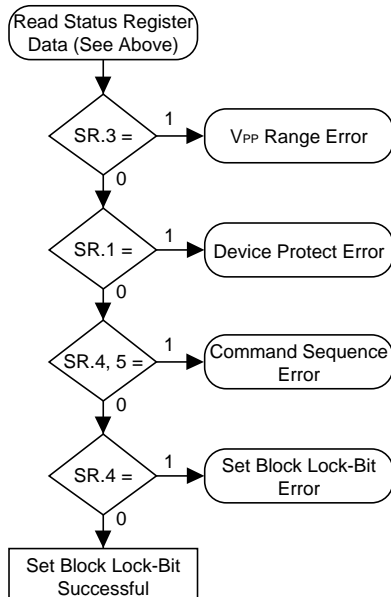 Read Status Register
Data (See Above)
SR.3 =
1
VPP Range Error
0
SR.1 =
1
Device Protect Error
0
SR.4, 5 =
1
Command Sequence
Error
0
SR.4 =
1
Set Block Lock-Bit
Error
0
Set Block Lock-Bit
Successful